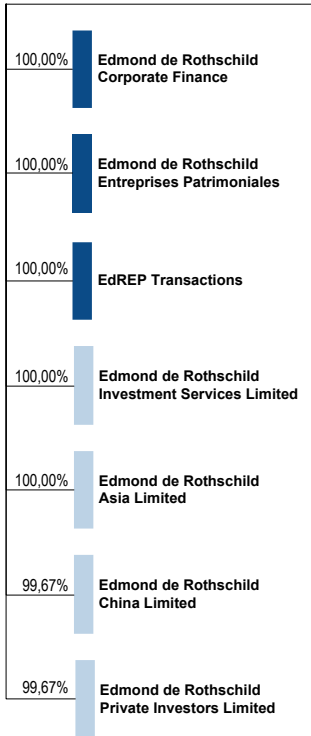 100,00%
Edmond de Rothschild
Corporate Finance
100,00%
Edmond de Rothschild
Entreprises Patrimoniales
100,00%
EdREP Transactions
100,00%
Edmond de Rothschild
Investment Services Limited
100,00%
Edmond de Rothschild
Asia Limited
99,67%
Edmond de Rothschild
China Limited
99,67%
Edmond de Rothschild
Private Investors Limited